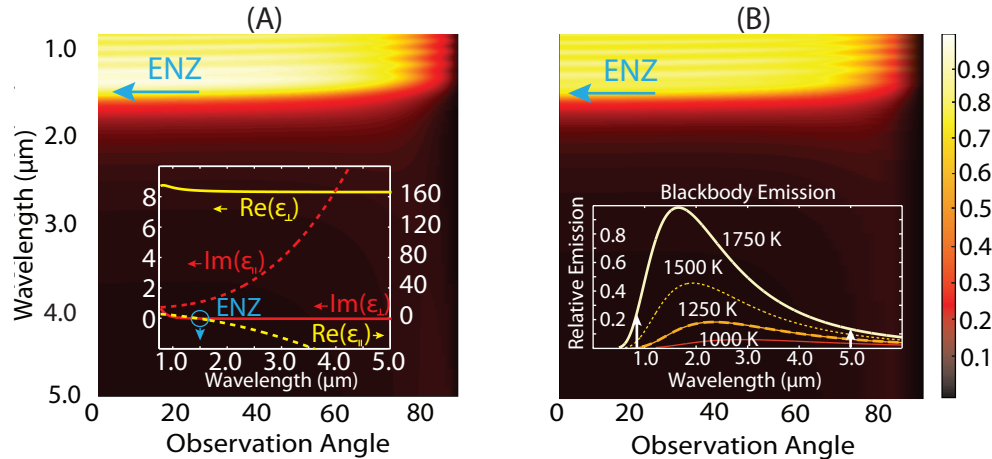 (A)
(B)
1.0
2.0
3.0
4.0
5.0
Wavelength (μm)
ENZ
8
6
4
2
0
160
120
80
40
0
Re(ε⊥)
Im(ε||)
ENZ
Im(ε⊥)
Re(ε||)
1.0 2.0 3.0 4.0 5.0
Wavelength (μm)
0 20 40 60 80
Observation Angle
ENZ
Blackbody Emission
Relative Emission
0.8
0.6
0.4
0.2
1750 K
1500 K
1250 K
1000 K
1.0 2.0 3.0 4.0 5.0
Wavelength (μm)
0 20 40 60 80
Observation Angle
0.9
0.8
0.7
0.6
0.5
0.4
0.3
0.2
0.1